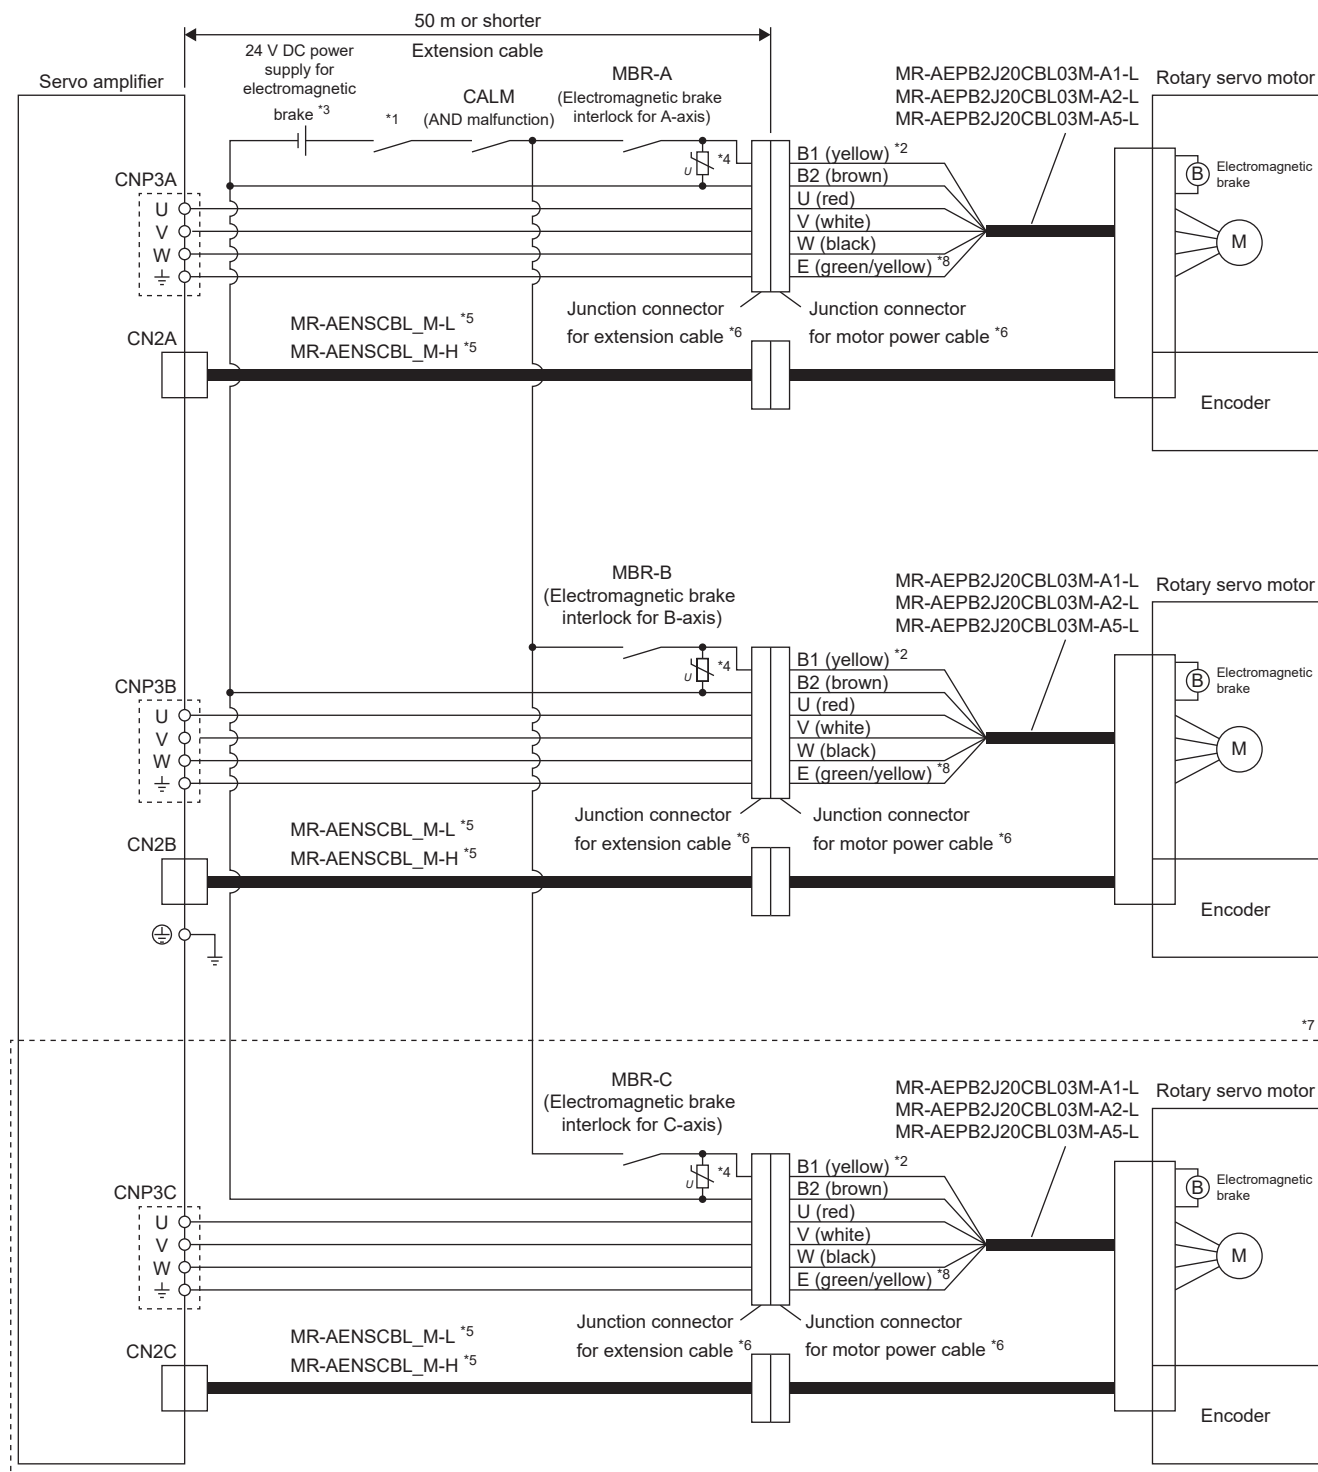 50 m or shorter
Extension cable
24 V DC power
supply for
electromagnetic
brake *3
Servo amplifier
*1
CALM
(AND malfunction)
MBR-A
(Electromagnetic brake
interlock for A-axis)
MR-AEPB2J20CBL03M-A1-L
MR-AEPB2J20CBL03M-A2-L
MR-AEPB2J20CBL03M-A5-L
Rotary servo motor
U
*4
B1 (yellow) *2
B2 (brown)
U (red)
V (white)
W (black)
E (green/yellow) *8
B
Electromagnetic
brake
M
CNP3A
U
V
W
Junction connector
for extension cable *6
Junction connector
for motor power cable *6
CN2A
MR-AENSCBL_M-L *5
MR-AENSCBL_M-H *5
Encoder
MBR-B
(Electromagnetic brake
interlock for B-axis)
MR-AEPB2J20CBL03M-A1-L
MR-AEPB2J20CBL03M-A2-L
MR-AEPB2J20CBL03M-A5-L
Rotary servo motor
U
*4
B1 (yellow) *2
B2 (brown)
U (red)
V (white)
W (black)
E (green/yellow) *8
B
Electromagnetic
brake
M
CNP3B
U
V
W
Junction connector
for extension cable *6
Junction connector
for motor power cable *6
CN2B
MR-AENSCBL_M-L *5
MR-AENSCBL_M-H *5
Encoder
*7
MBR-C
(Electromagnetic brake
interlock for C-axis)
MR-AEPB2J20CBL03M-A1-L
MR-AEPB2J20CBL03M-A2-L
MR-AEPB2J20CBL03M-A5-L
Rotary servo motor
U
*4
B1 (yellow) *2
B2 (brown)
U (red)
V (white)
W (black)
E (green/yellow) *8
B
Electromagnetic
brake
M
CNP3C
U
V
W
Junction connector
for extension cable *6
Junction connector
for motor power cable *6
CN2C
MR-AENSCBL_M-L *5
MR-AENSCBL_M-H *5
Encoder